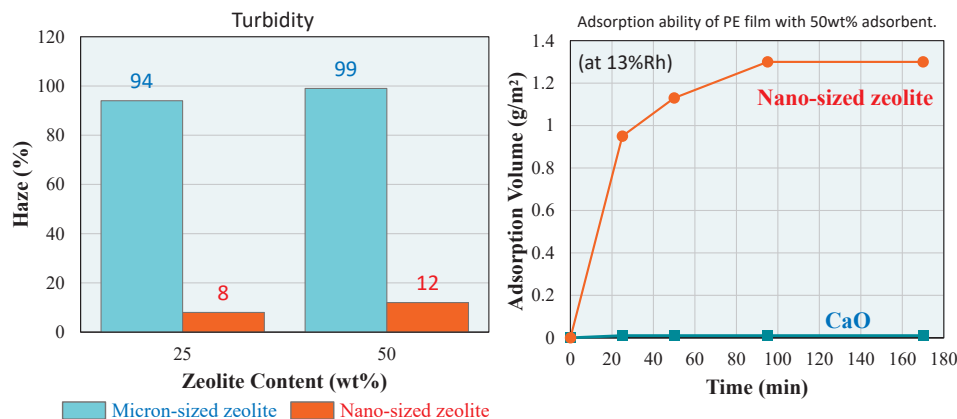 Turbidity
Haze (%)
120
100
80
60
40
20
0
94
8
99
12
25
50
Zeolite Content (wt%)
Micron-sized zeolite
Nano-sized zeolite
Adsorption ability of PE film with 50wt% adsorbent.
Adsorption Volume (g/m²)
1.4
1.2
1
0.8
0.6
0.4
0.2
0
(at 13%Rh)
Nano-sized zeolite
CaO
0 20 40 60 80 100 120 140 160 180
Time (min)